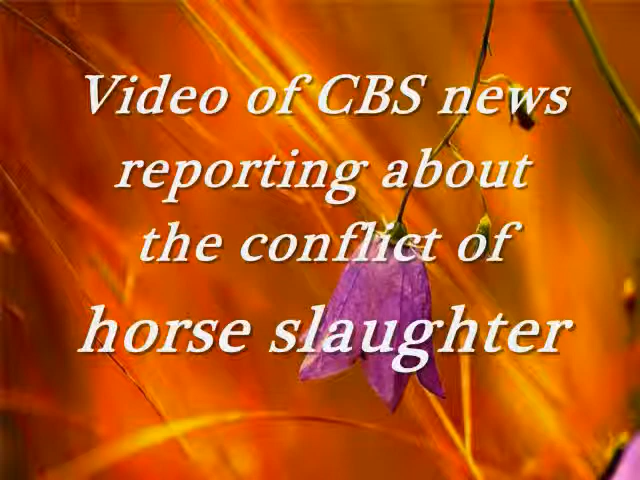 Video of CBS news
reporting about
the conflict of
horse slaughter